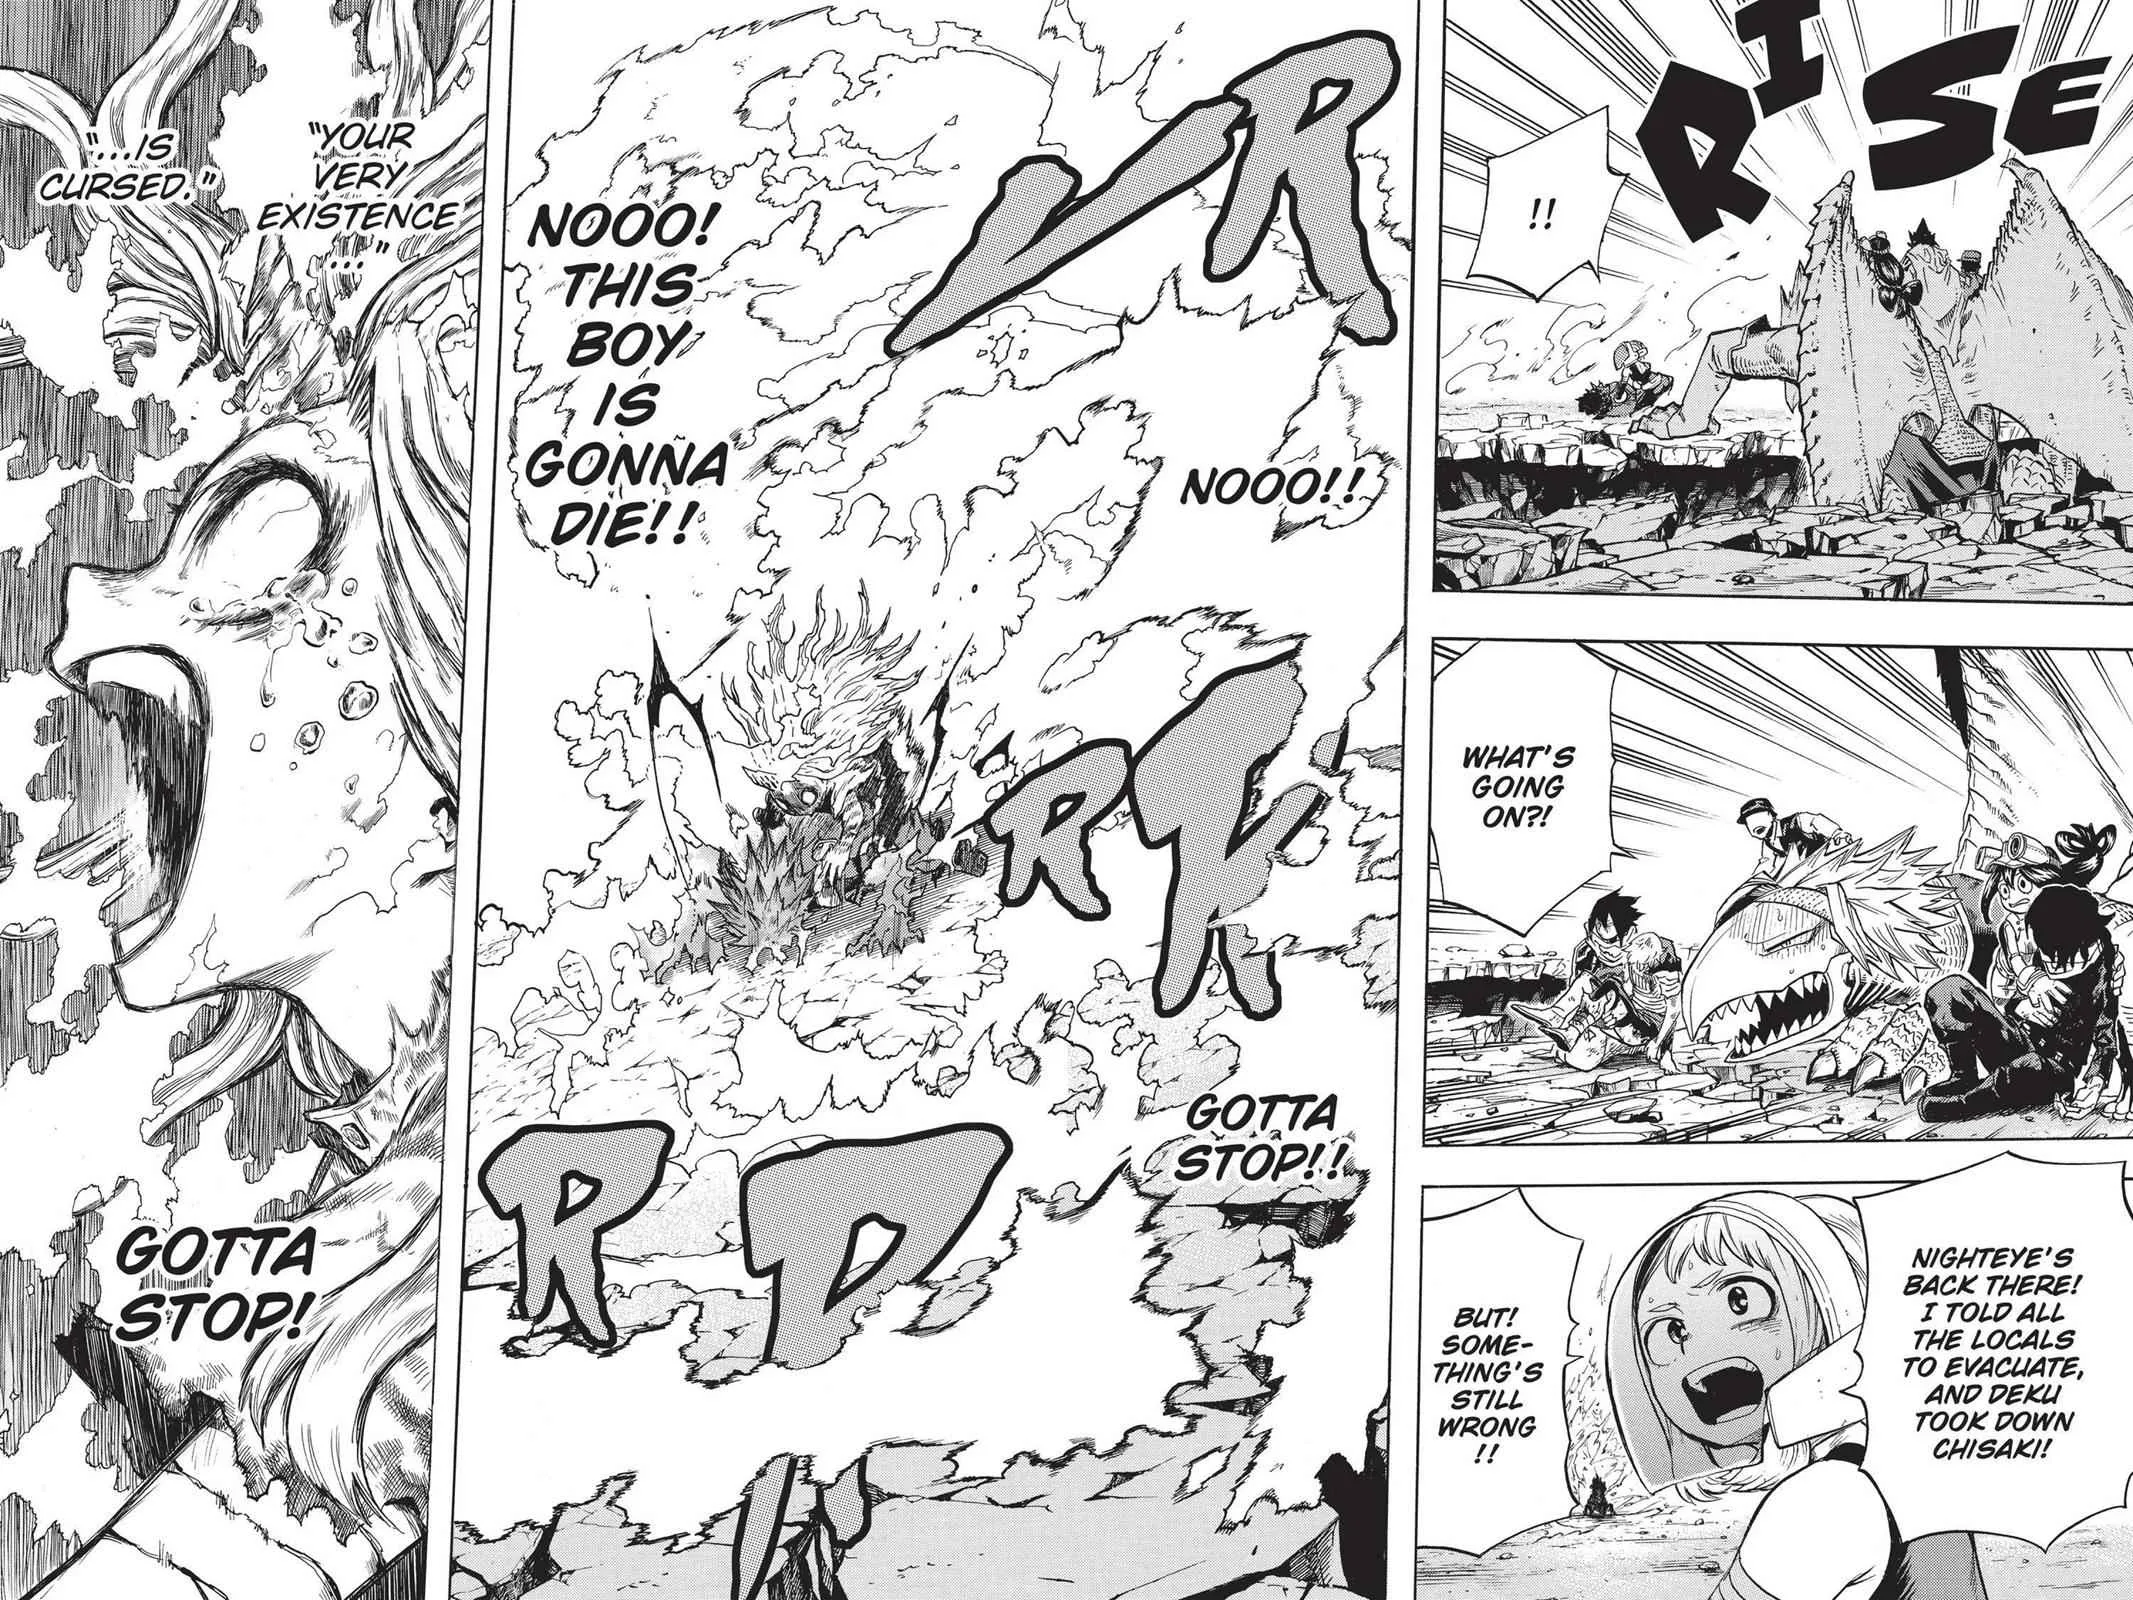 RISE
!!
WHAT'S
GOING
ON?!
NIGHTEYE'S
BACK THERE!
I TOLD ALL
THE LOCALS
TO EVACUATE,
AND DEKU
TOOK DOWN
CHISAKI!
BUT!
SOME-
THING'S
STILL
WRONG
!!
NOOO!!
GOTTA
STOP!!
NOOO!
THIS
BOY
IS
GONNA
DIE!!
"YOUR
VERY
EXISTENCE
..."
"...IS
CURSED."
GOTTA
STOP!